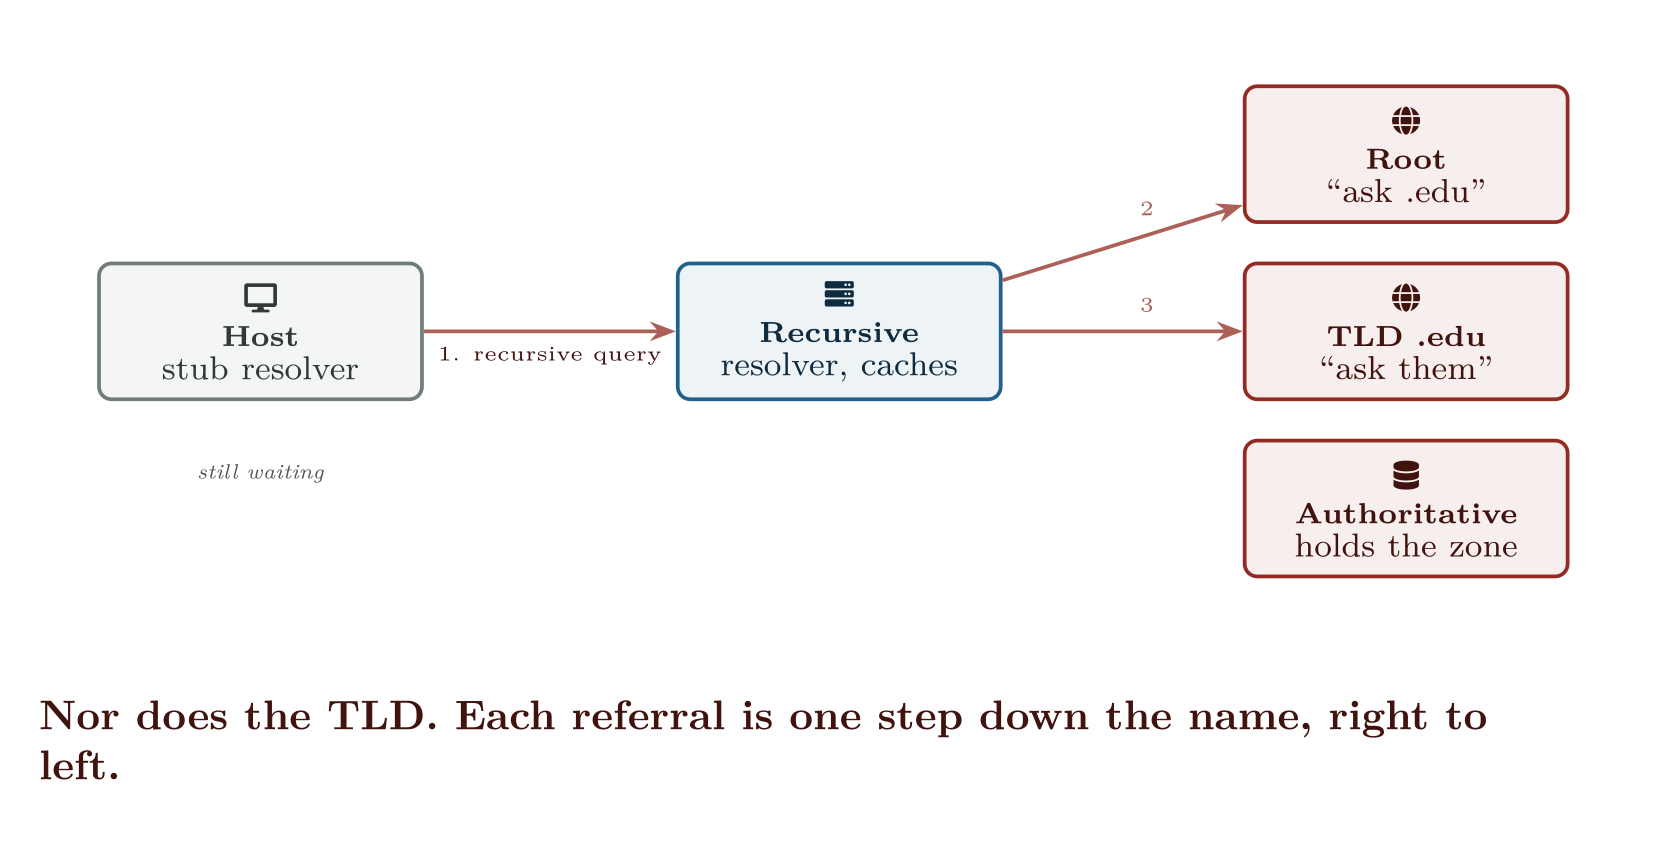 Root
“ask .edu”
2
Host
stub resolver
1. recursive query
Recursive
resolver, caches
3
TLD .edu
“ask them”
still waiting
Authoritative
holds the zone
Nor does the TLD. Each referral is one step down the name, right to
left.